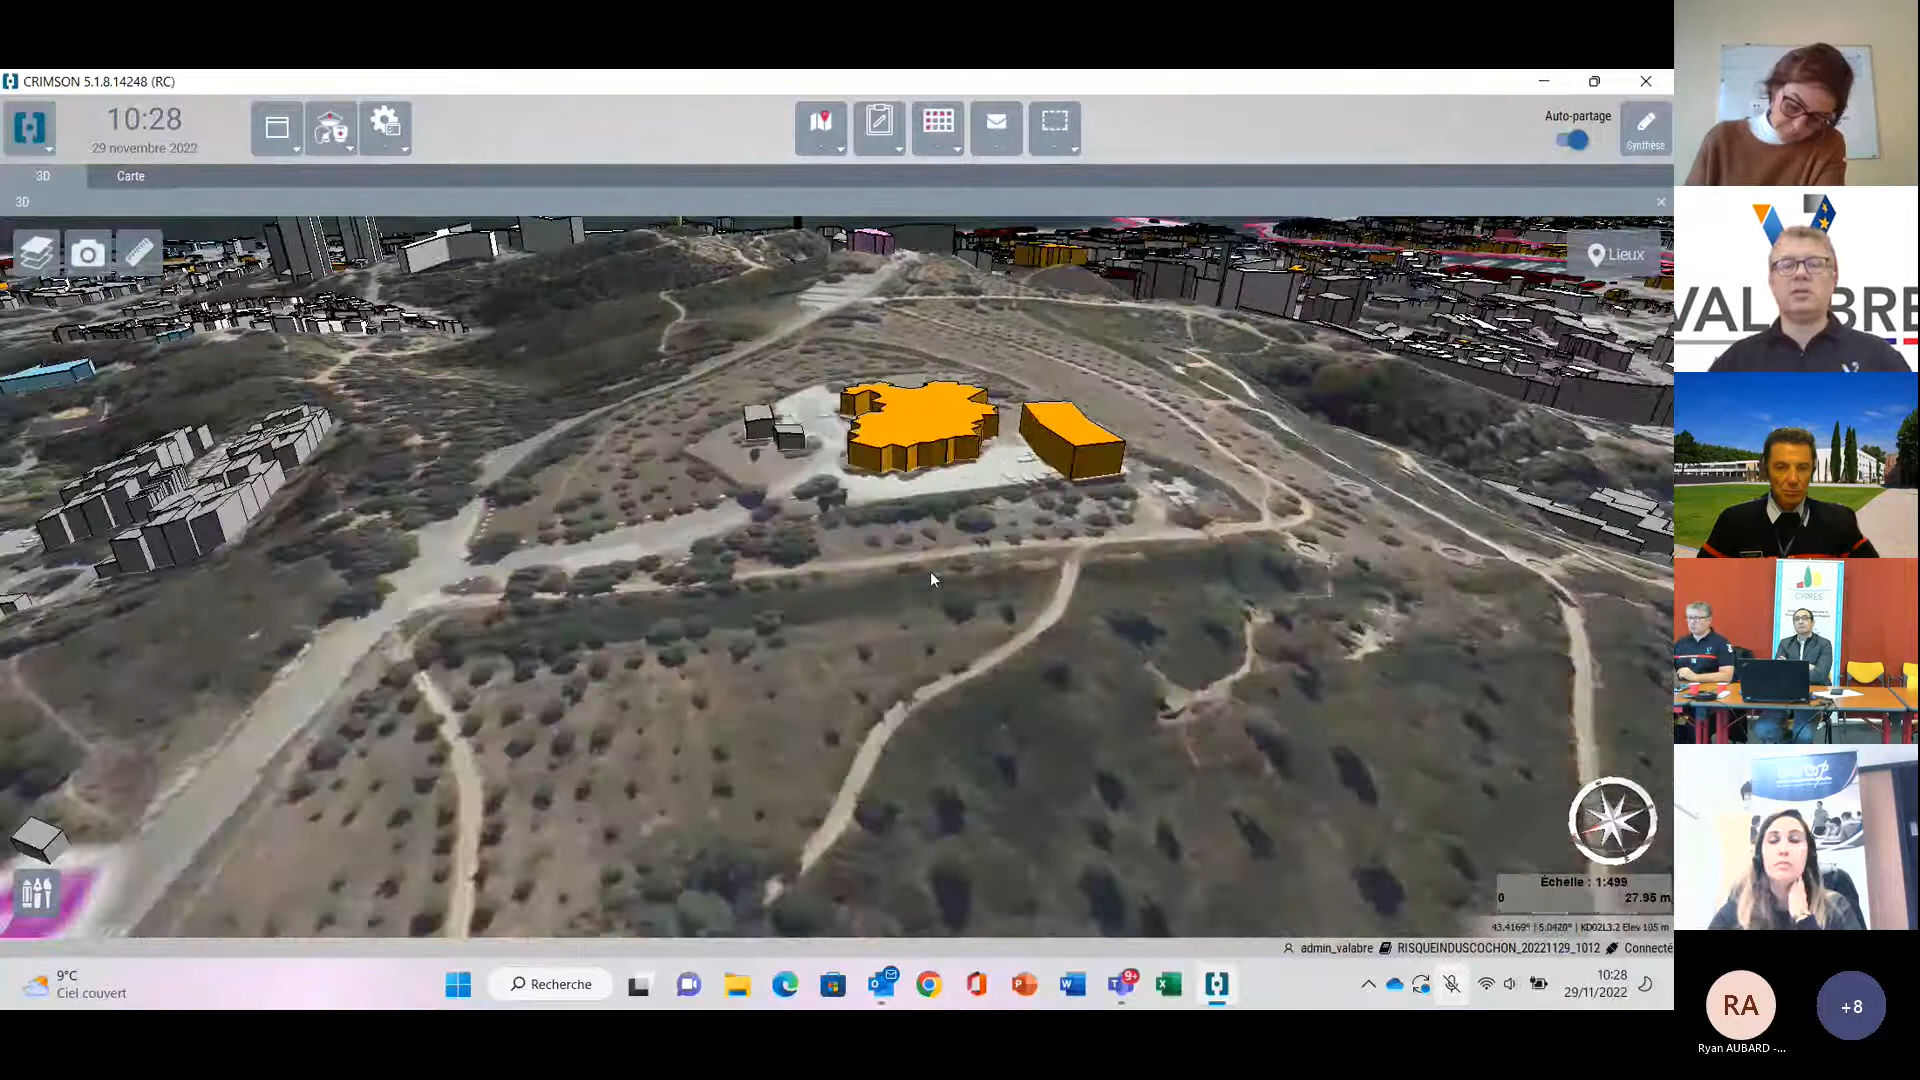 CRIMSON 5.1.8.14248 (RC)
10:28
29 novembre 2022
Auto-partage
Synthèse
3D
Carte
3D
Lieux
Échelle : 1:499
0
27.95 m
admin_valabre
RISQUEINDUSCOCHON_20221129_1012
Connecté
9°C
Ciel couvert
Recherche
9+
10:28
29/11/2022
VALABRE
CYPRES
RA
+8
Ryan AUBARD -...